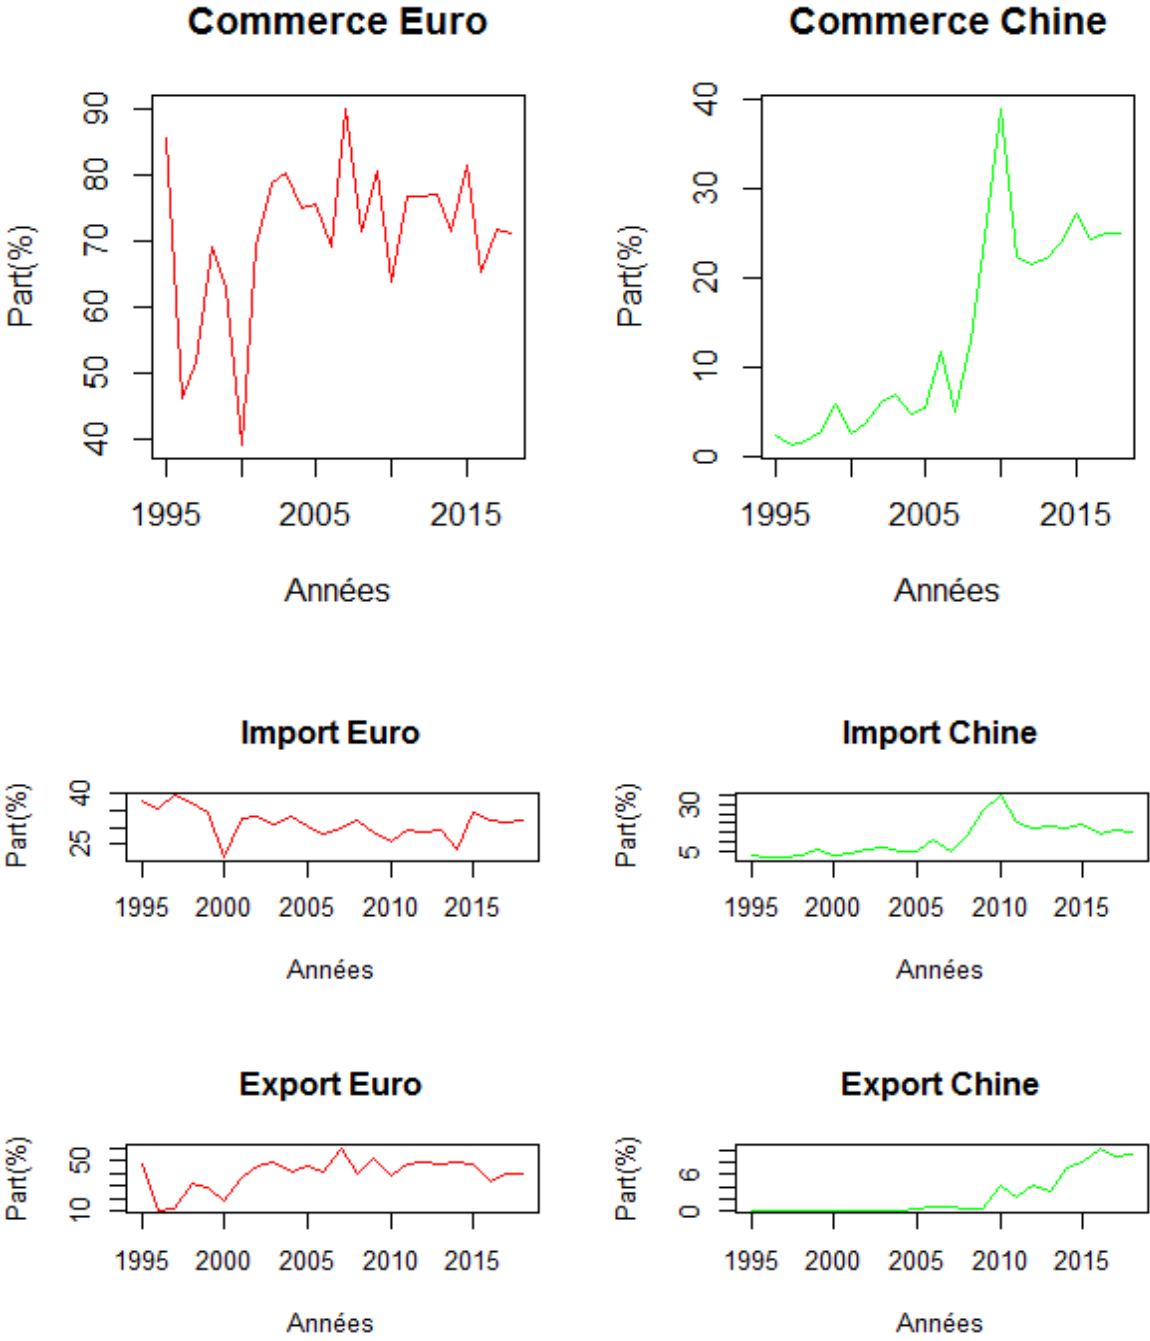 Commerce Euro
Part(%)
90
80
70
60
50
40
1995 2005 2015
Années
Commerce Chine
Part(%)
40
30
20
10
0
1995 2005 2015
Années
Import Euro
Part(%)
40
25
1995 2000 2005 2010 2015
Années
Import Chine
Part(%)
30
5
1995 2000 2005 2010 2015
Années
Export Euro
Part(%)
50
10
1995 2000 2005 2010 2015
Années
Export Chine
Part(%)
6
0
1995 2000 2005 2010 2015
Années